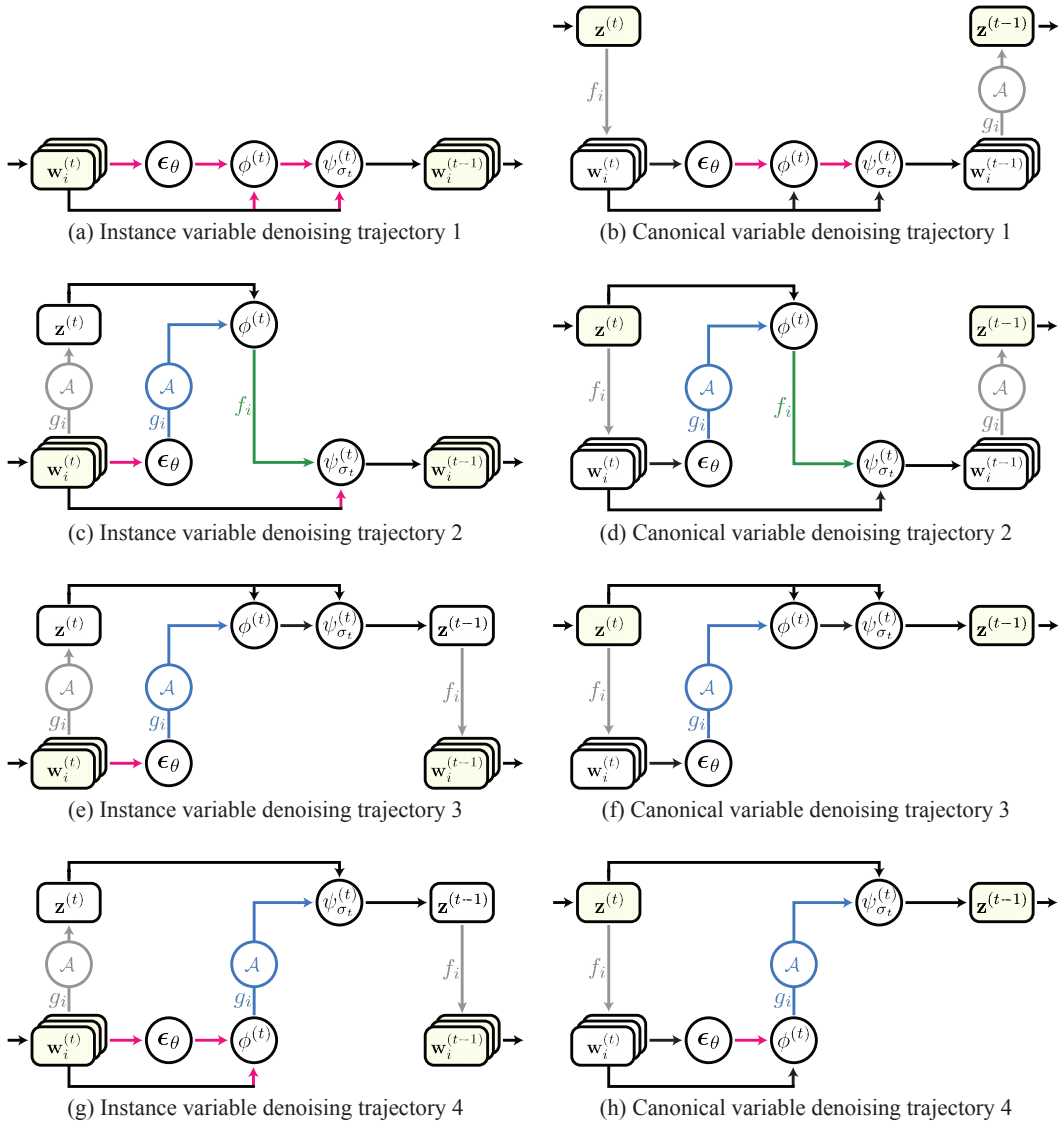 z^(t) z^(t−1)
f_i 𝒜 g_i
w_i^(t) ϵ_θ ϕ^(t) ψ_σt^(t) w_i^(t−1) w_i^(t) ϵ_θ ϕ^(t) ψ_σt^(t) w_i^(t−1)
(a) Instance variable denoising trajectory 1
(b) Canonical variable denoising trajectory 1
z^(t) ϕ^(t)
𝒜 g_i 𝒜 g_i f_i
w_i^(t) ϵ_θ ψ_σt^(t) w_i^(t−1)
(c) Instance variable denoising trajectory 2
z^(t) ϕ^(t) z^(t−1)
f_i 𝒜 g_i f_i 𝒜 g_i
w_i^(t) ϵ_θ ψ_σt^(t) w_i^(t−1)
(d) Canonical variable denoising trajectory 2
z^(t) ϕ^(t) ψ_σt^(t) z^(t−1)
𝒜 g_i 𝒜 g_i f_i
w_i^(t) ϵ_θ w_i^(t−1)
(e) Instance variable denoising trajectory 3
z^(t) ϕ^(t) ψ_σt^(t) z^(t−1)
f_i 𝒜 g_i
w_i^(t) ϵ_θ
(f) Canonical variable denoising trajectory 3
z^(t) ψ_σt^(t) z^(t−1)
𝒜 g_i 𝒜 g_i f_i
w_i^(t) ϵ_θ ϕ^(t) w_i^(t−1)
(g) Instance variable denoising trajectory 4
z^(t) ψ_σt^(t) z^(t−1)
f_i 𝒜 g_i
w_i^(t) ϵ_θ ϕ^(t)
(h) Canonical variable denoising trajectory 4